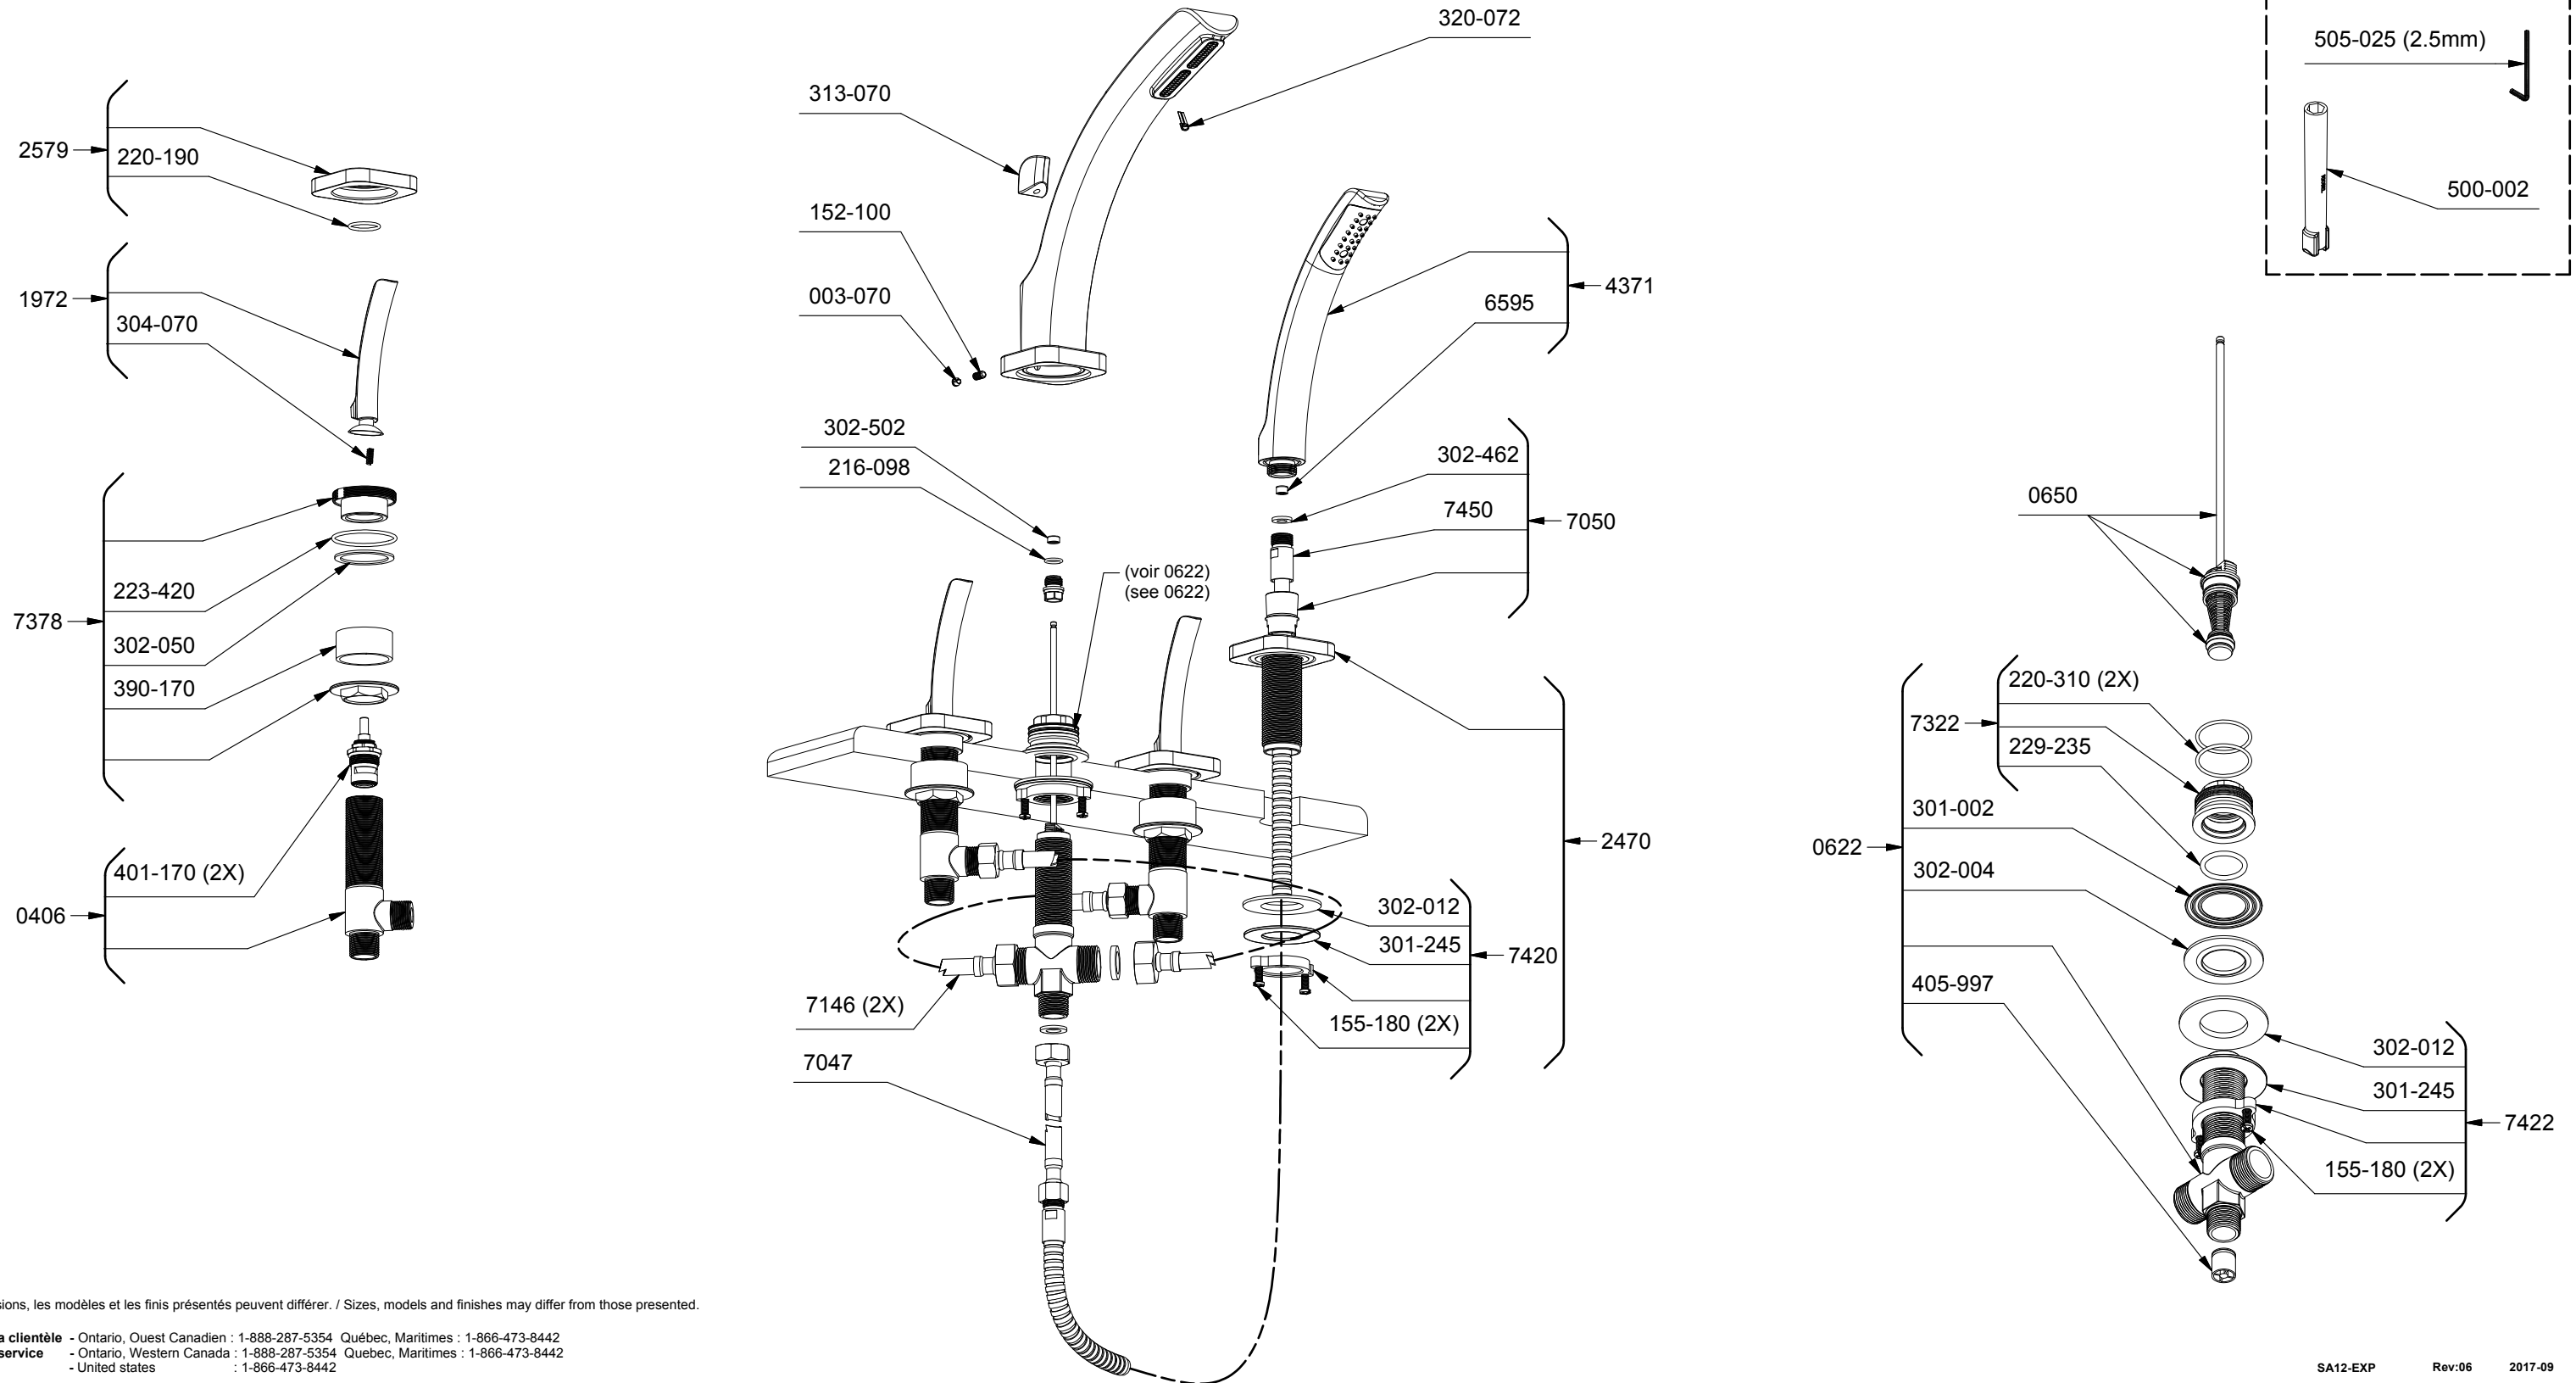 2579
220-190
1972
304-070
7378
223-420
302-050
390-170
0406
401-170 (2X)
320-072
313-070
152-100
003-070
302-502
216-098
(voir 0622)
(see 0622)
4371
6595
302-462
7450
7050
2470
302-012
301-245
7420
155-180 (2X)
7146 (2X)
7047
505-025 (2.5mm)
500-002
0650
220-310 (2X)
7322
229-235
301-002
0622
302-004
405-997
302-012
301-245
7422
155-180 (2X)
sions, les modèles et les finis présentés peuvent différer. / Sizes, models and finishes may differ from those presented.
a clientèle - Ontario, Ouest Canadien : 1-888-287-5354 Québec, Maritimes : 1-866-473-8442
service - Ontario, Western Canada : 1-888-287-5354 Quebec, Maritimes : 1-866-473-8442
- United states : 1-866-473-8442
SA12-EXP Rev:06 2017-09